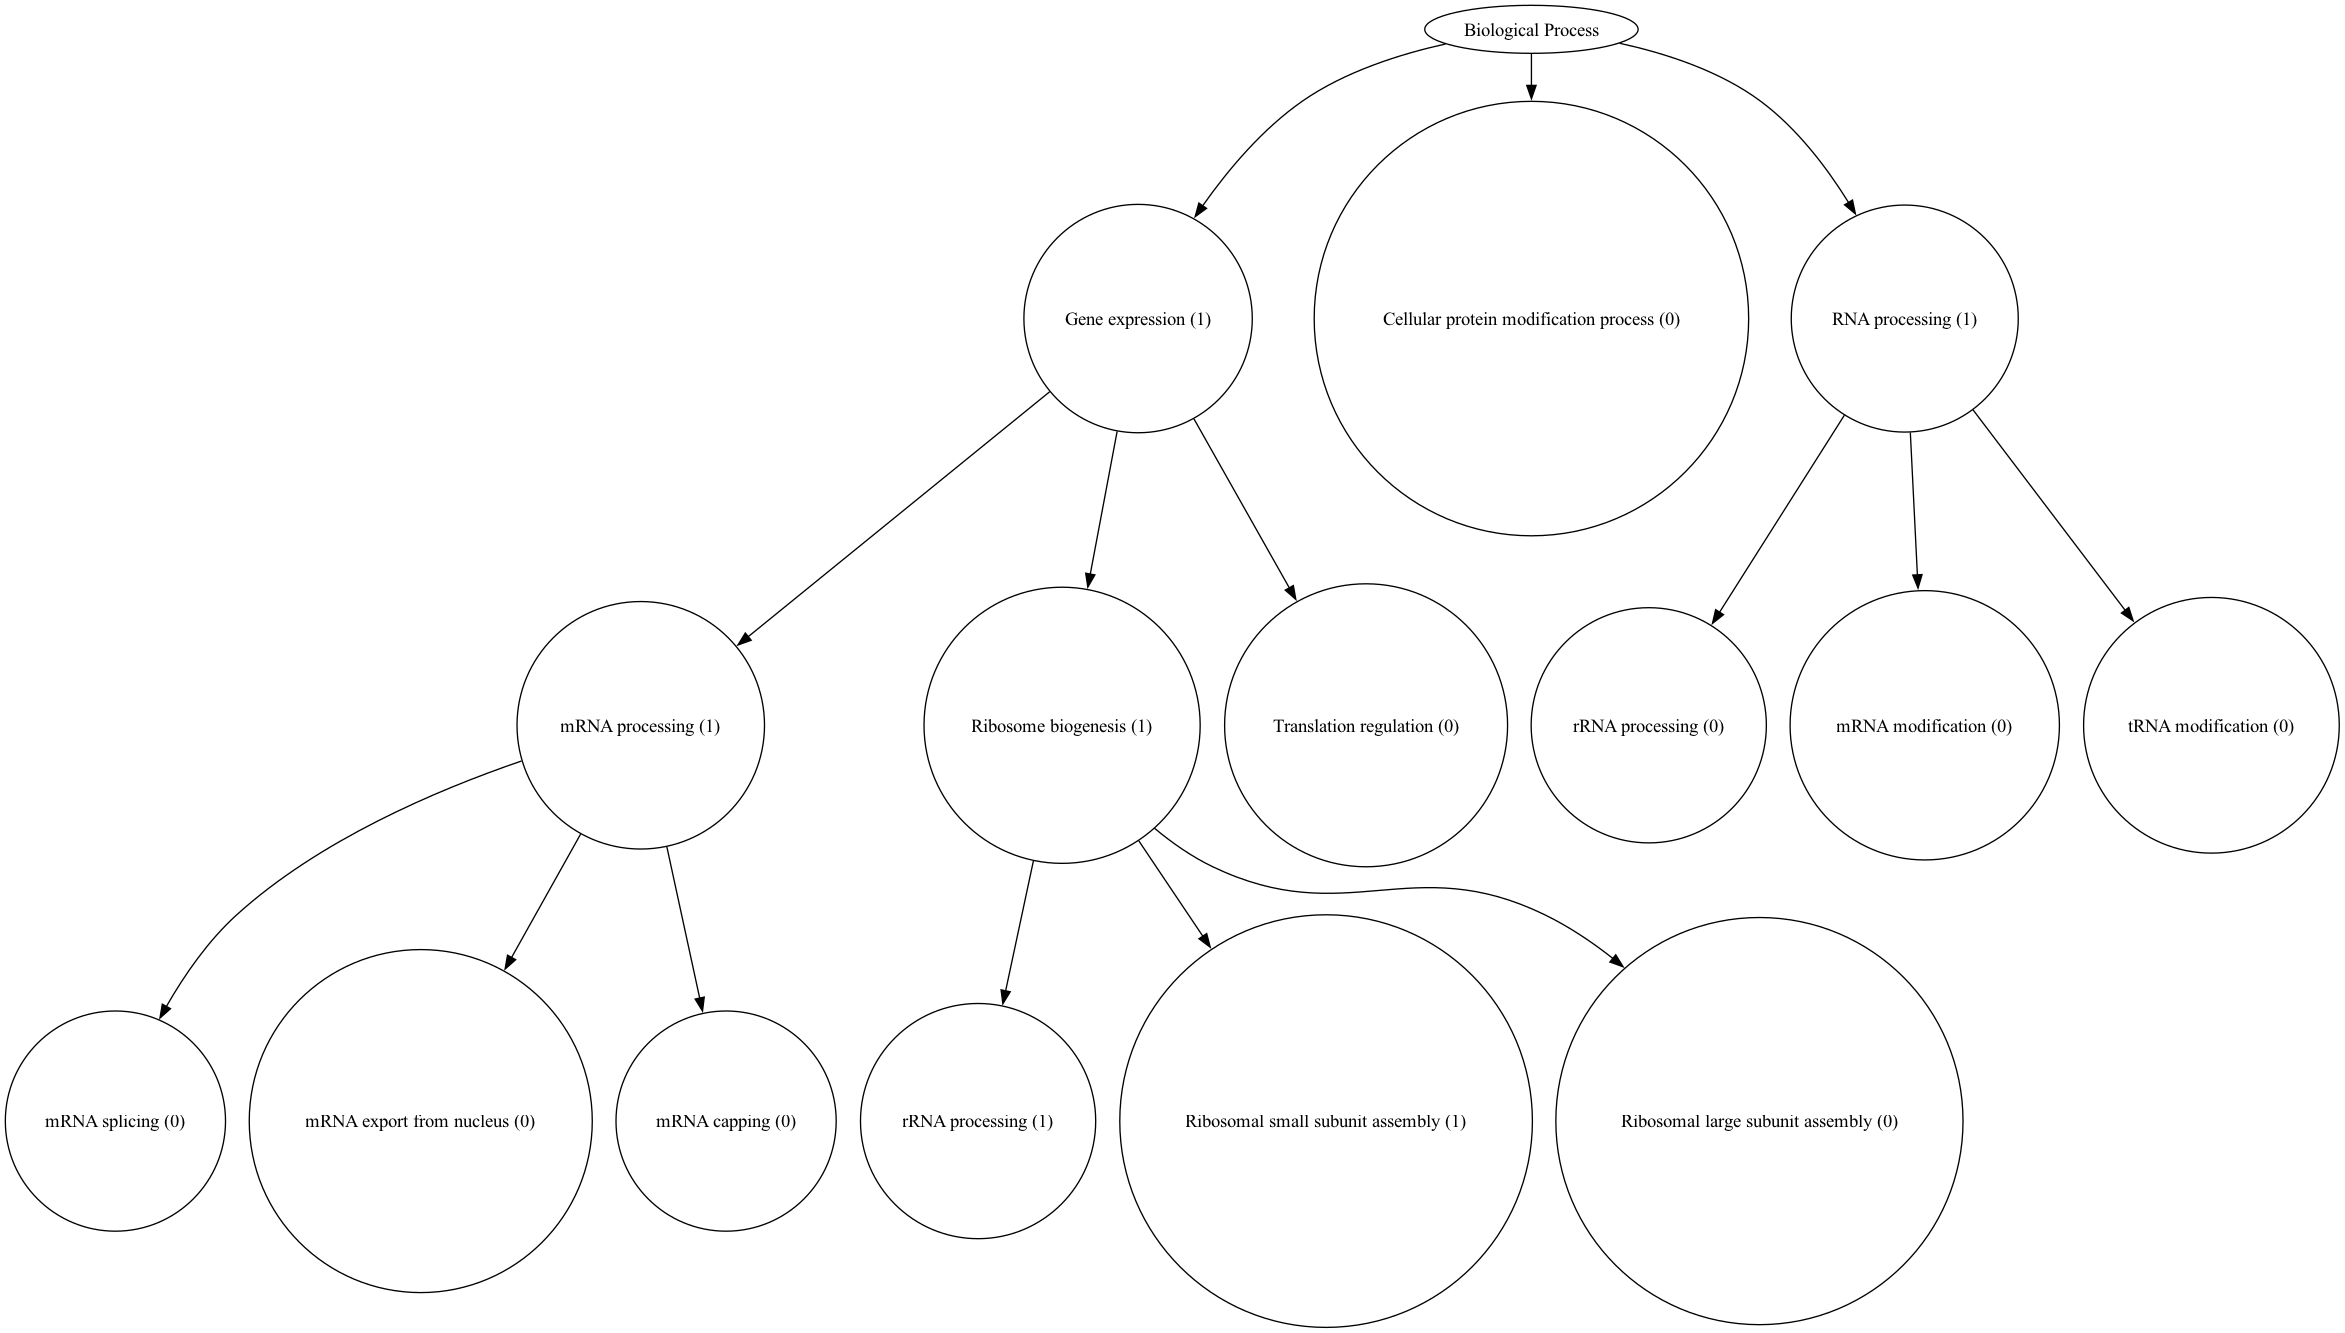 Biological Process
Gene expression (1)
Cellular protein modification process (0)
RNA processing (1)
mRNA processing (1)
Ribosome biogenesis (1)
Translation regulation (0)
rRNA processing (0)
mRNA modification (0)
tRNA modification (0)
mRNA splicing (0)
mRNA export from nucleus (0)
mRNA capping (0)
rRNA processing (1)
Ribosomal small subunit assembly (1)
Ribosomal large subunit assembly (0)